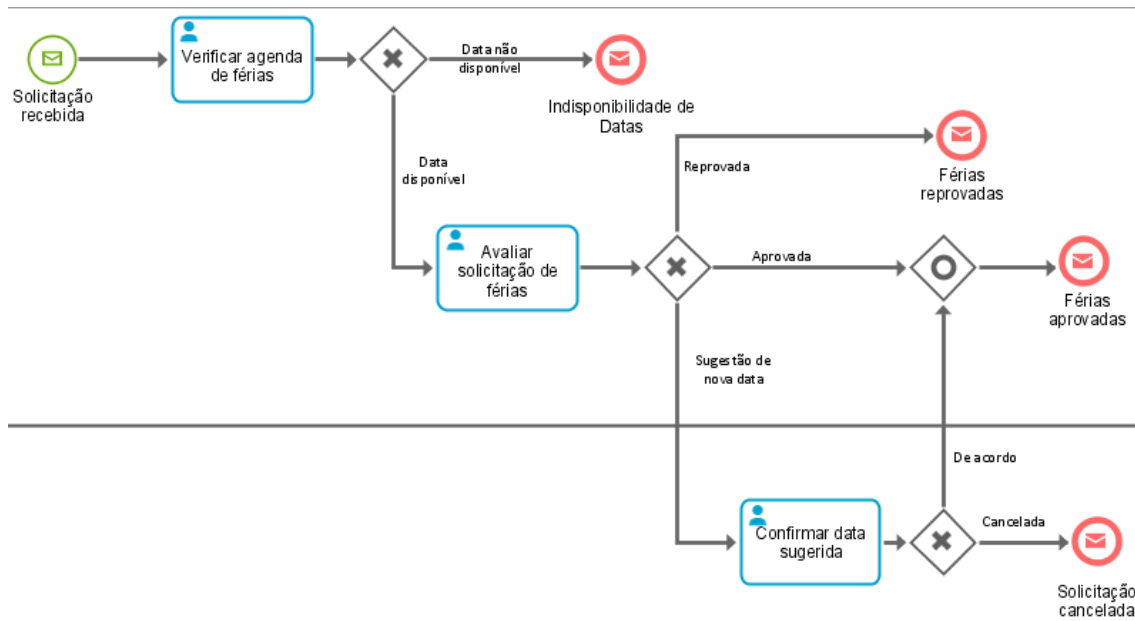 Solicitação
recebida
Verificar agenda
de férias
Data não
disponível
Indisponibilidade de
Datas
Data
disponível
Reprovada
Férias
reprovadas
Avaliar
solicitação de
férias
Aprovada
Férias
aprovadas
Sugestão de
nova data
De acordo
Confirmar data
sugerida
Cancelada
Solicitação
cancelada